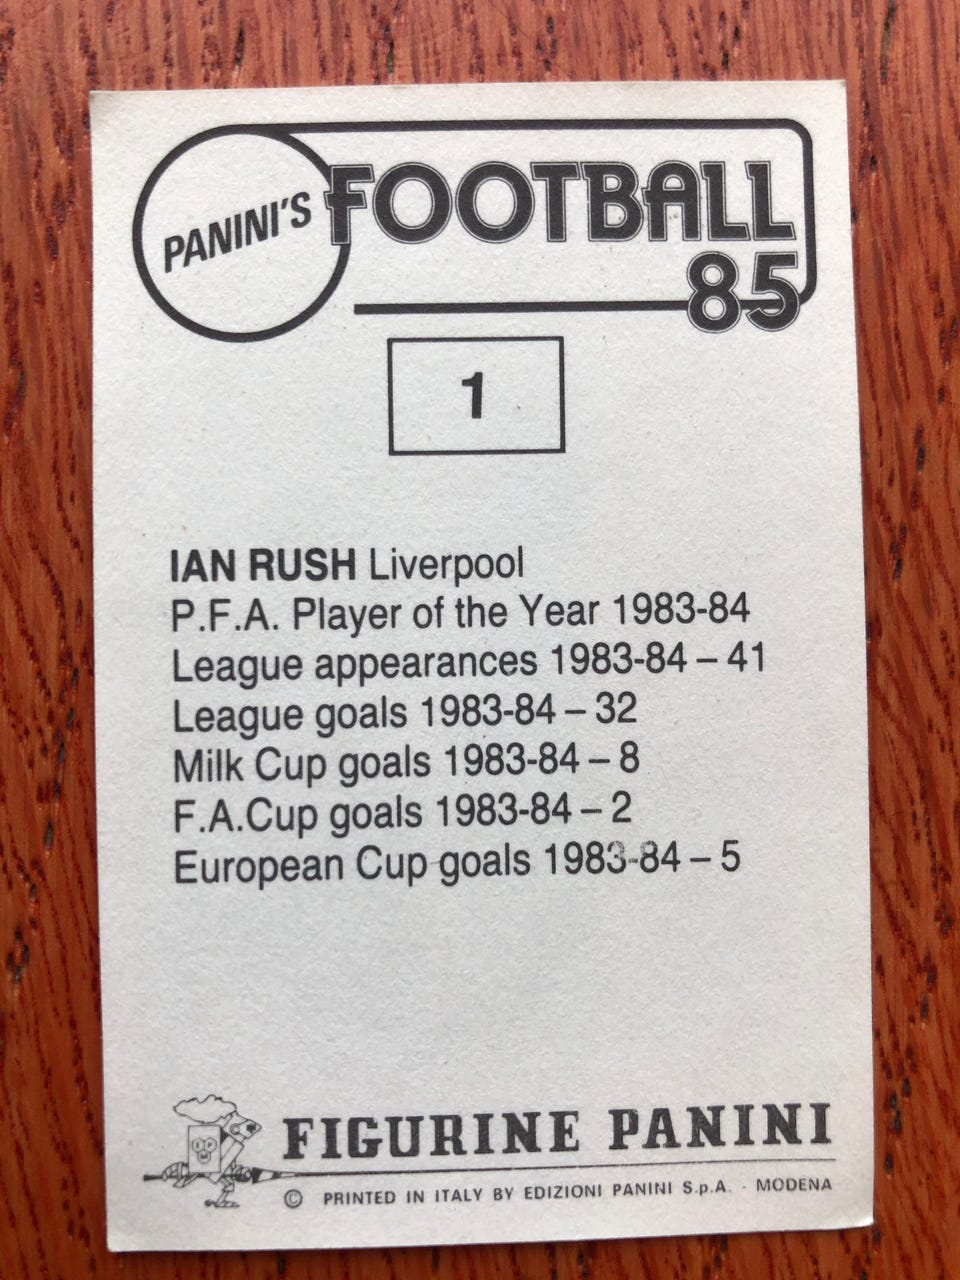 PANINI'S FOOTBALL
85
1
IAN RUSH Liverpool
P.F.A. Player of the Year 1983-84
League appearances 1983-84 – 41
League goals 1983-84 – 32
Milk Cup goals 1983-84 – 8
F.A.Cup goals 1983-84 – 2
European Cup goals 1983-84 – 5
FIGURINE PANINI
© PRINTED IN ITALY BY EDIZIONI PANINI S.p.A. · MODENA